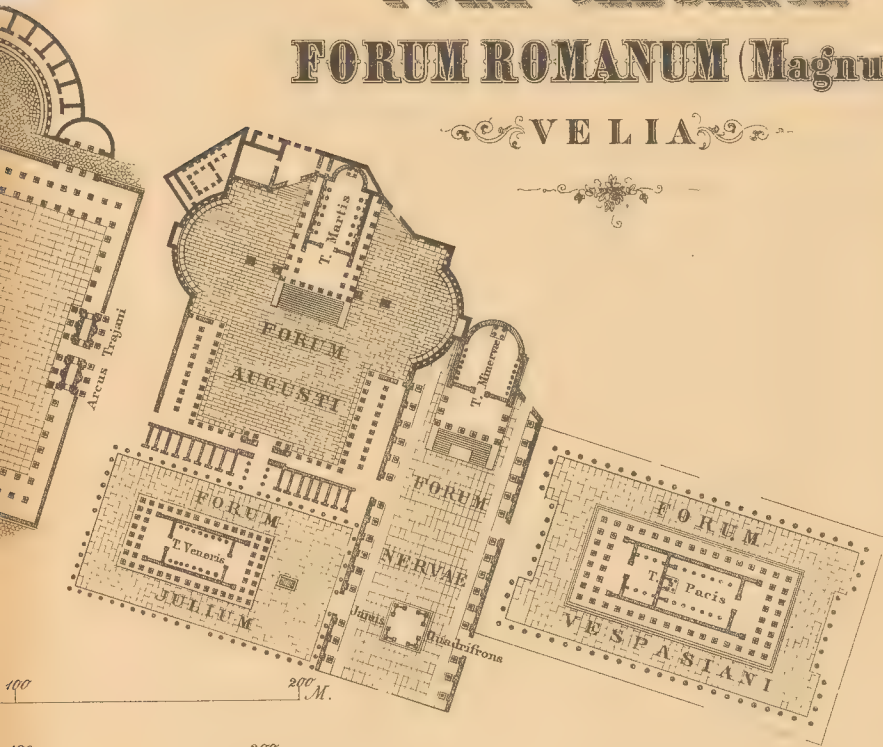 FORUM ROMANUM (Magnu
VELIA
T. Martis
FORUM
AUGUSTI
Arcus Trajani
T. Minervæ
FORUM
NERVAE
Janus
Quadrifrons
FORUM
T. Veneris
JULIUM
FORUM
T. Pacis
VESPASIANI
100
200 M.